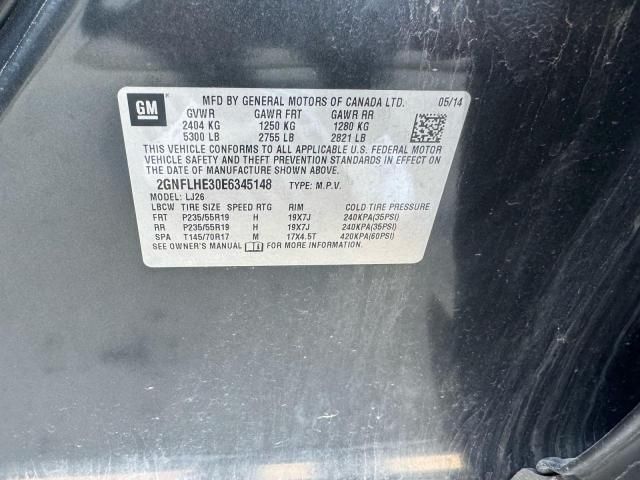 GM MFD BY GENERAL MOTORS OF CANADA LTD. 05/14
GVWR GAWR FRT GAWR RR
2404 KG 1250 KG 1280 KG
5300 LB 2755 LB 2821 LB
THIS VEHICLE CONFORMS TO ALL APPLICABLE U.S. FEDERAL MOTOR
VEHICLE SAFETY AND THEFT PREVENTION STANDARDS IN EFFECT ON
THE DATE OF MANUFACTURE SHOWN ABOVE.
2GNFLHE30E6345148 TYPE: M.P.V.
MODEL: LJ26
LBCW TIRE SIZE SPEED RTG RIM COLD TIRE PRESSURE
FRT P235/55R19 H 19X7J 240KPA(35PSI)
RR P235/55R19 H 19X7J 240KPA(35PSI)
SPA T145/70R17 M 17X4.5T 420KPA(60PSI)
SEE OWNER'S MANUAL FOR MORE INFORMATION